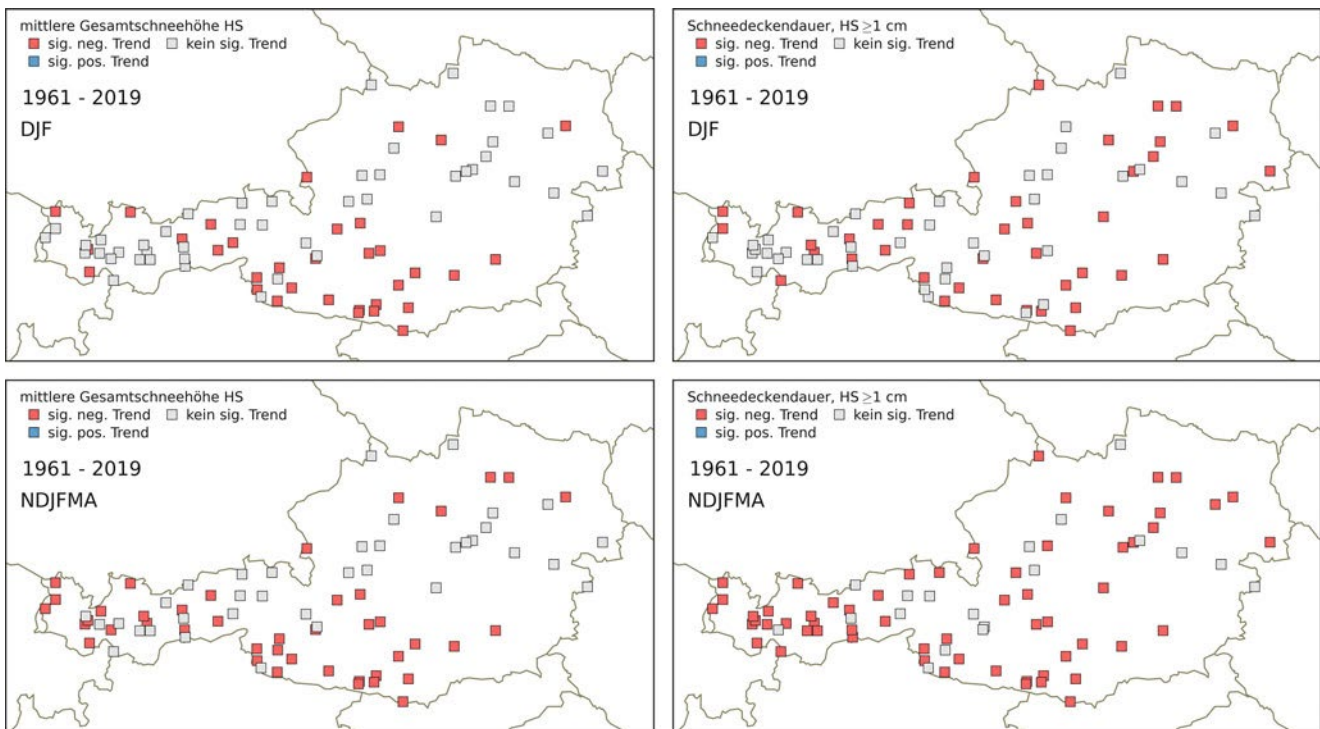 mittlere Gesamtschneehöhe HS
sig. neg. Trend kein sig. Trend
sig. pos. Trend
1961 - 2019
DJF
Schneedeckendauer, HS ≥1 cm
sig. neg. Trend kein sig. Trend
sig. pos. Trend
1961 - 2019
DJF
mittlere Gesamtschneehöhe HS
sig. neg. Trend kein sig. Trend
sig. pos. Trend
1961 - 2019
NDJFMA
Schneedeckendauer, HS ≥1 cm
sig. neg. Trend kein sig. Trend
sig. pos. Trend
1961 - 2019
NDJFMA